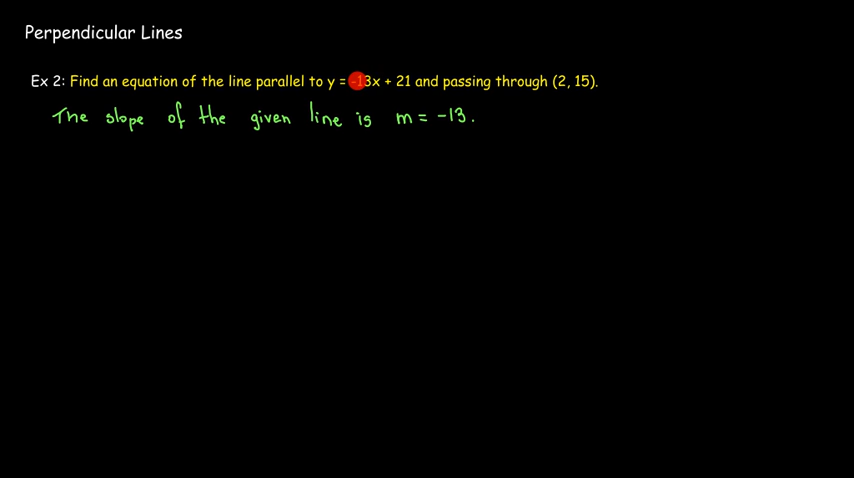 Perpendicular Lines
Ex 2: Find an equation of the line parallel to y = -13x + 21 and passing through (2, 15).
The slope of the given line is m = -13.